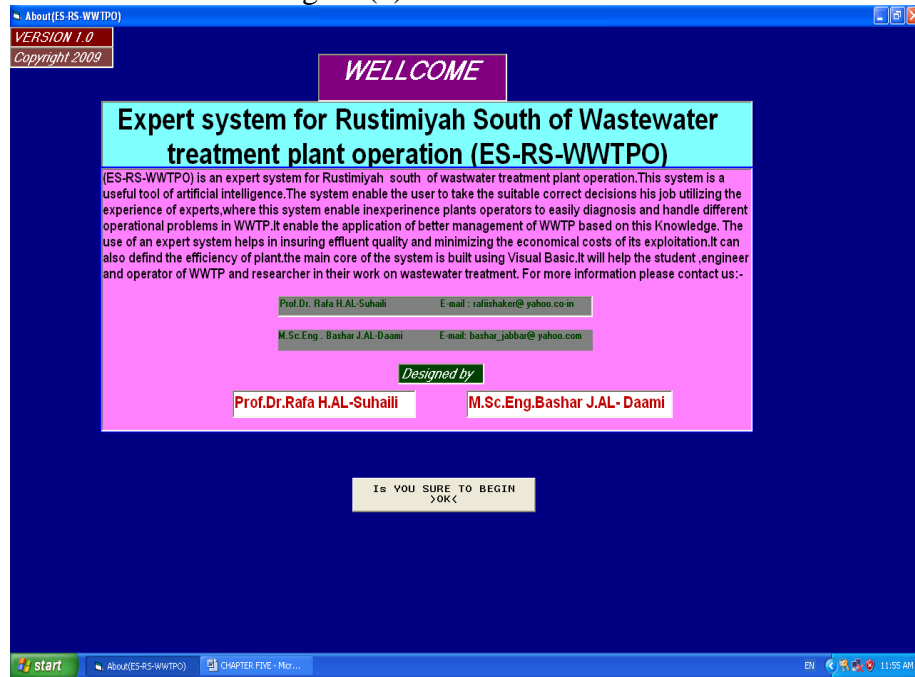 About(ES-RS-WWTPO)
VERSION 1.0
Copyright 2009
WELLCOME
Expert system for Rustimiyah South of Wastewater
treatment plant operation (ES-RS-WWTPO)
(ES-RS-WWTPO) is an expert system for Rustimiyah south of wastwater treatment plant operation.This system is a
useful tool of artificial intelligence.The system enable the user to take the suitable correct decisions his job utilizing the
experience of experts,where this system enable inexperinence plants operators to easily diagnosis and handle different
operational problems in WWTP.It enable the application of better management of WWTP based on this Knowledge. The
use of an expert system helps in insuring effluent quality and minimizing the economical costs of its exploitation.It can
also defind the efficiency of plant.the main core of the system is built using Visual Basic.It will help the student ,engineer
and operator of WWTP and researcher in their work on wastewater treatment. For more information please contact us:-
Prof.Dr. Rafa H.AL-Suhaili E-mail : rafiishaker@ yahoo.co-in
M.Sc.Eng . Bashar J.AL-Daami E-mail: bashar_jabbar@ yahoo.com
Designed by
Prof.Dr.Rafa H.AL-Suhaili M.Sc.Eng.Bashar J.AL- Daami
Is YOU SURE TO BEGIN
>OK<
start About(ES-RS-WWTPO) CHAPTER FIVE - Micr... EN 11:55 AM